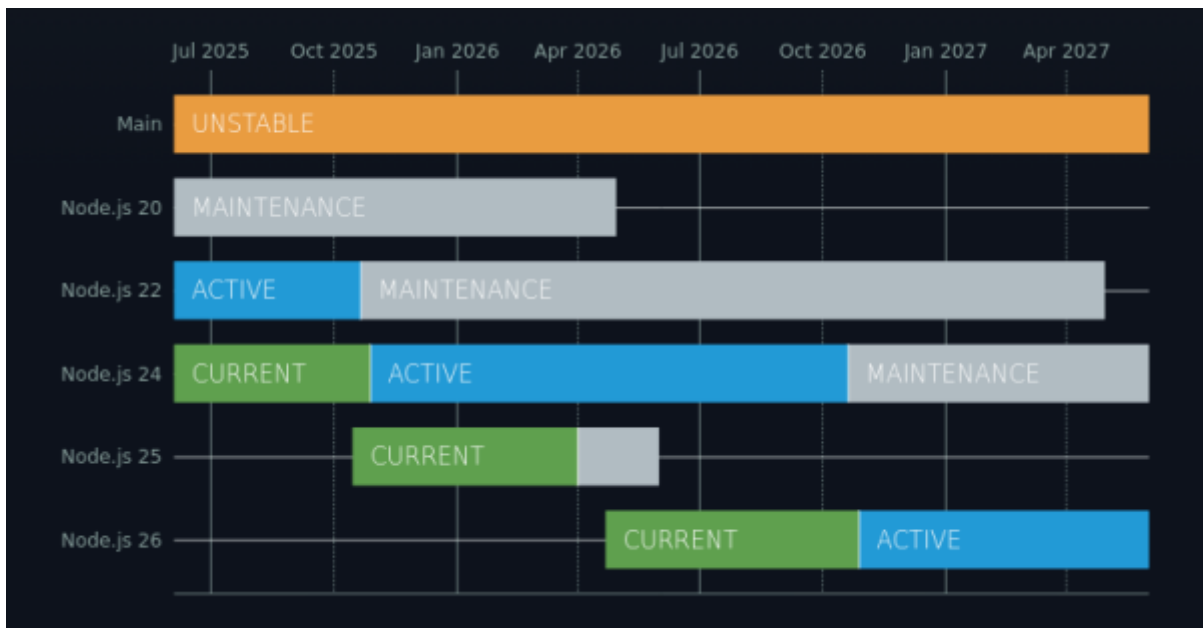 Jul 2025 Oct 2025 Jan 2026 Apr 2026 Jul 2026 Oct 2026 Jan 2027 Apr 2027
Main UNSTABLE
Node.js 20 MAINTENANCE
Node.js 22 ACTIVE MAINTENANCE
Node.js 24 CURRENT ACTIVE MAINTENANCE
Node.js 25 CURRENT
Node.js 26 CURRENT ACTIVE